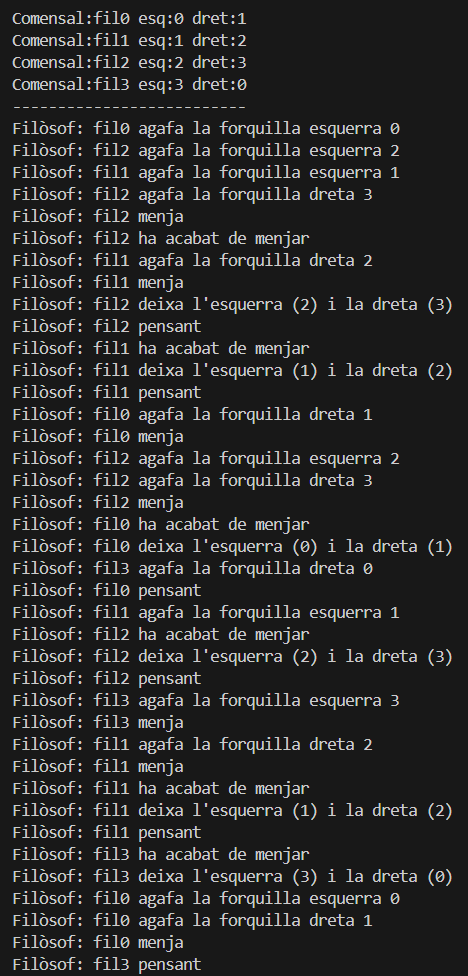 Comensal:fil0 esq:0 dret:1
Comensal:fil1 esq:1 dret:2
Comensal:fil2 esq:2 dret:3
Comensal:fil3 esq:3 dret:0
--------------------------
Filòsof: fil0 agafa la forquilla esquerra 0
Filòsof: fil2 agafa la forquilla esquerra 2
Filòsof: fil1 agafa la forquilla esquerra 1
Filòsof: fil2 agafa la forquilla dreta 3
Filòsof: fil2 menja
Filòsof: fil2 ha acabat de menjar
Filòsof: fil1 agafa la forquilla dreta 2
Filòsof: fil1 menja
Filòsof: fil2 deixa l'esquerra (2) i la dreta (3)
Filòsof: fil2 pensant
Filòsof: fil1 ha acabat de menjar
Filòsof: fil1 deixa l'esquerra (1) i la dreta (2)
Filòsof: fil1 pensant
Filòsof: fil0 agafa la forquilla dreta 1
Filòsof: fil0 menja
Filòsof: fil2 agafa la forquilla esquerra 2
Filòsof: fil2 agafa la forquilla dreta 3
Filòsof: fil2 menja
Filòsof: fil0 ha acabat de menjar
Filòsof: fil0 deixa l'esquerra (0) i la dreta (1)
Filòsof: fil3 agafa la forquilla dreta 0
Filòsof: fil0 pensant
Filòsof: fil1 agafa la forquilla esquerra 1
Filòsof: fil2 ha acabat de menjar
Filòsof: fil2 deixa l'esquerra (2) i la dreta (3)
Filòsof: fil2 pensant
Filòsof: fil3 agafa la forquilla esquerra 3
Filòsof: fil3 menja
Filòsof: fil1 agafa la forquilla dreta 2
Filòsof: fil1 menja
Filòsof: fil1 ha acabat de menjar
Filòsof: fil1 deixa l'esquerra (1) i la dreta (2)
Filòsof: fil1 pensant
Filòsof: fil3 ha acabat de menjar
Filòsof: fil3 deixa l'esquerra (3) i la dreta (0)
Filòsof: fil0 agafa la forquilla esquerra 0
Filòsof: fil0 agafa la forquilla dreta 1
Filòsof: fil0 menja
Filòsof: fil3 pensant